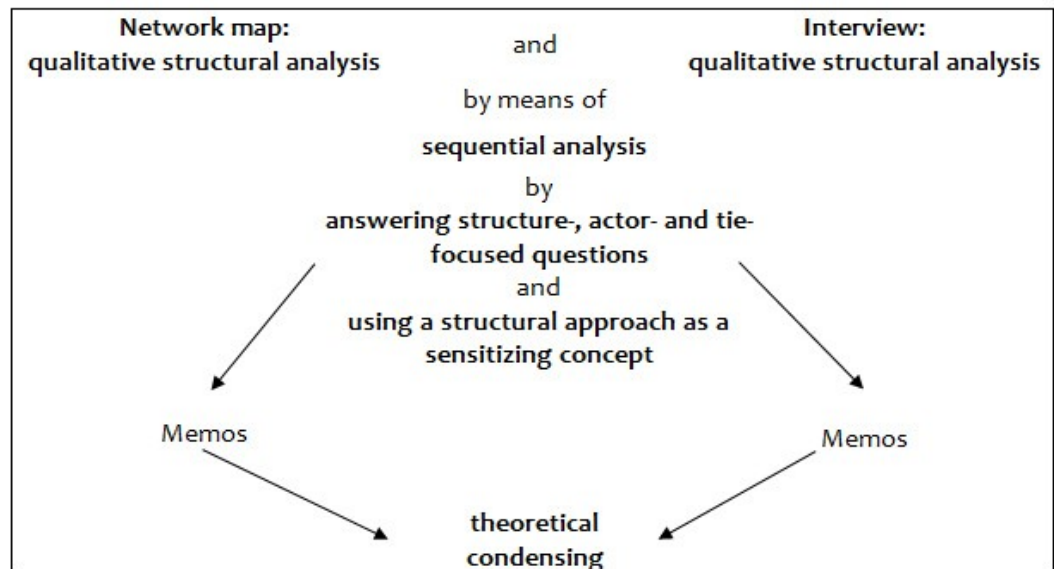 Network map:
qualitative structural analysis
and
Interview:
qualitative structural analysis
by means of
sequential analysis
by
answering structure-, actor- and tie-
focused questions
and
using a structural approach as a
sensitizing concept
Memos
Memos
theoretical
condensing